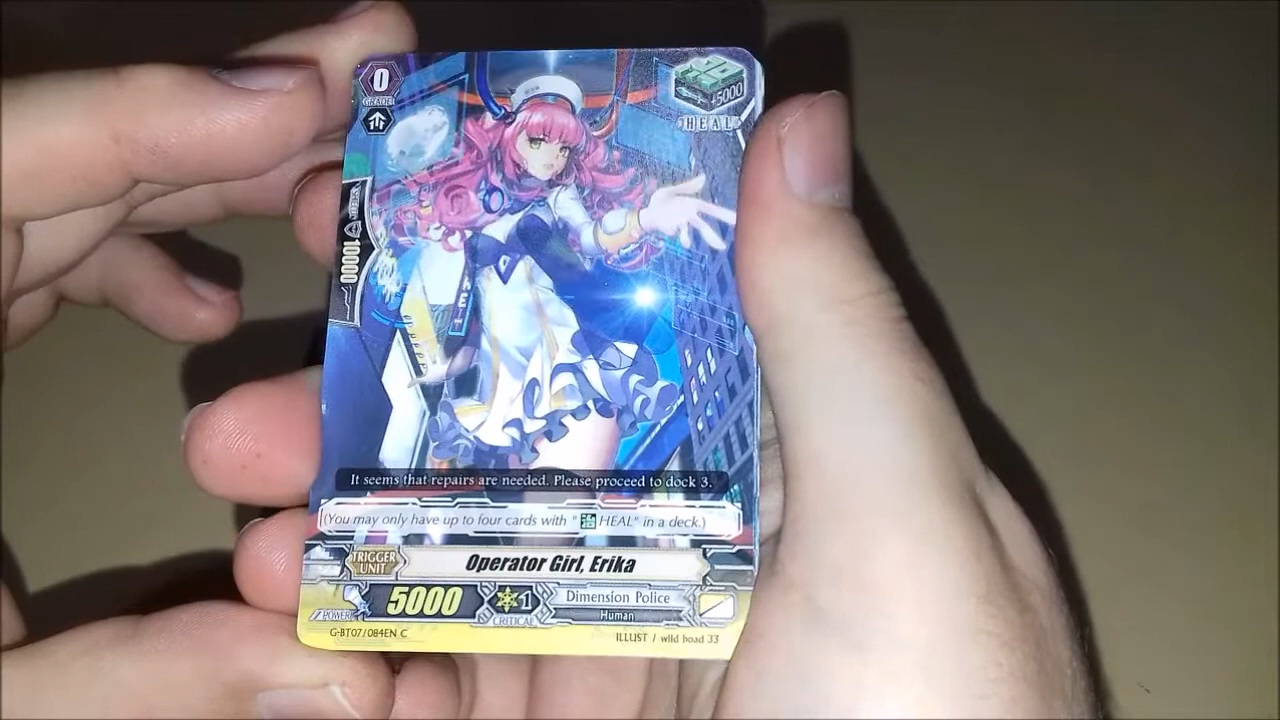 0
GRADE
+5000
HEAL
10000
It seems that repairs are needed. Please proceed to dock 3.
(You may only have up to four cards with "HEAL" in a deck.)
TRIGGER
UNIT
Operator Girl, Erika
POWER
5000
1
CRITICAL
Dimension Police
Human
G-BT07/084EN C
ILLUST / wild boad 33